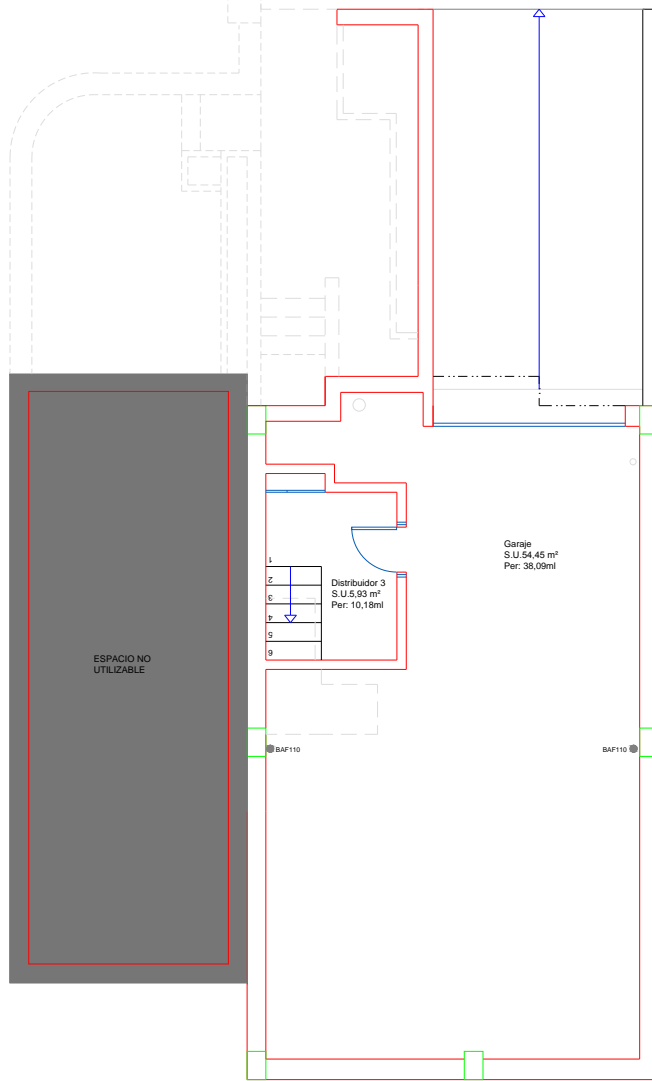 Garaje
S.U.54,45 m²
Per: 38,09ml
1
2
3
4
5
6
Distribuidor 3
S.U.5,93 m²
Per: 10,18ml
ESPACIO NO
UTILIZABLE
BAF110
BAF110